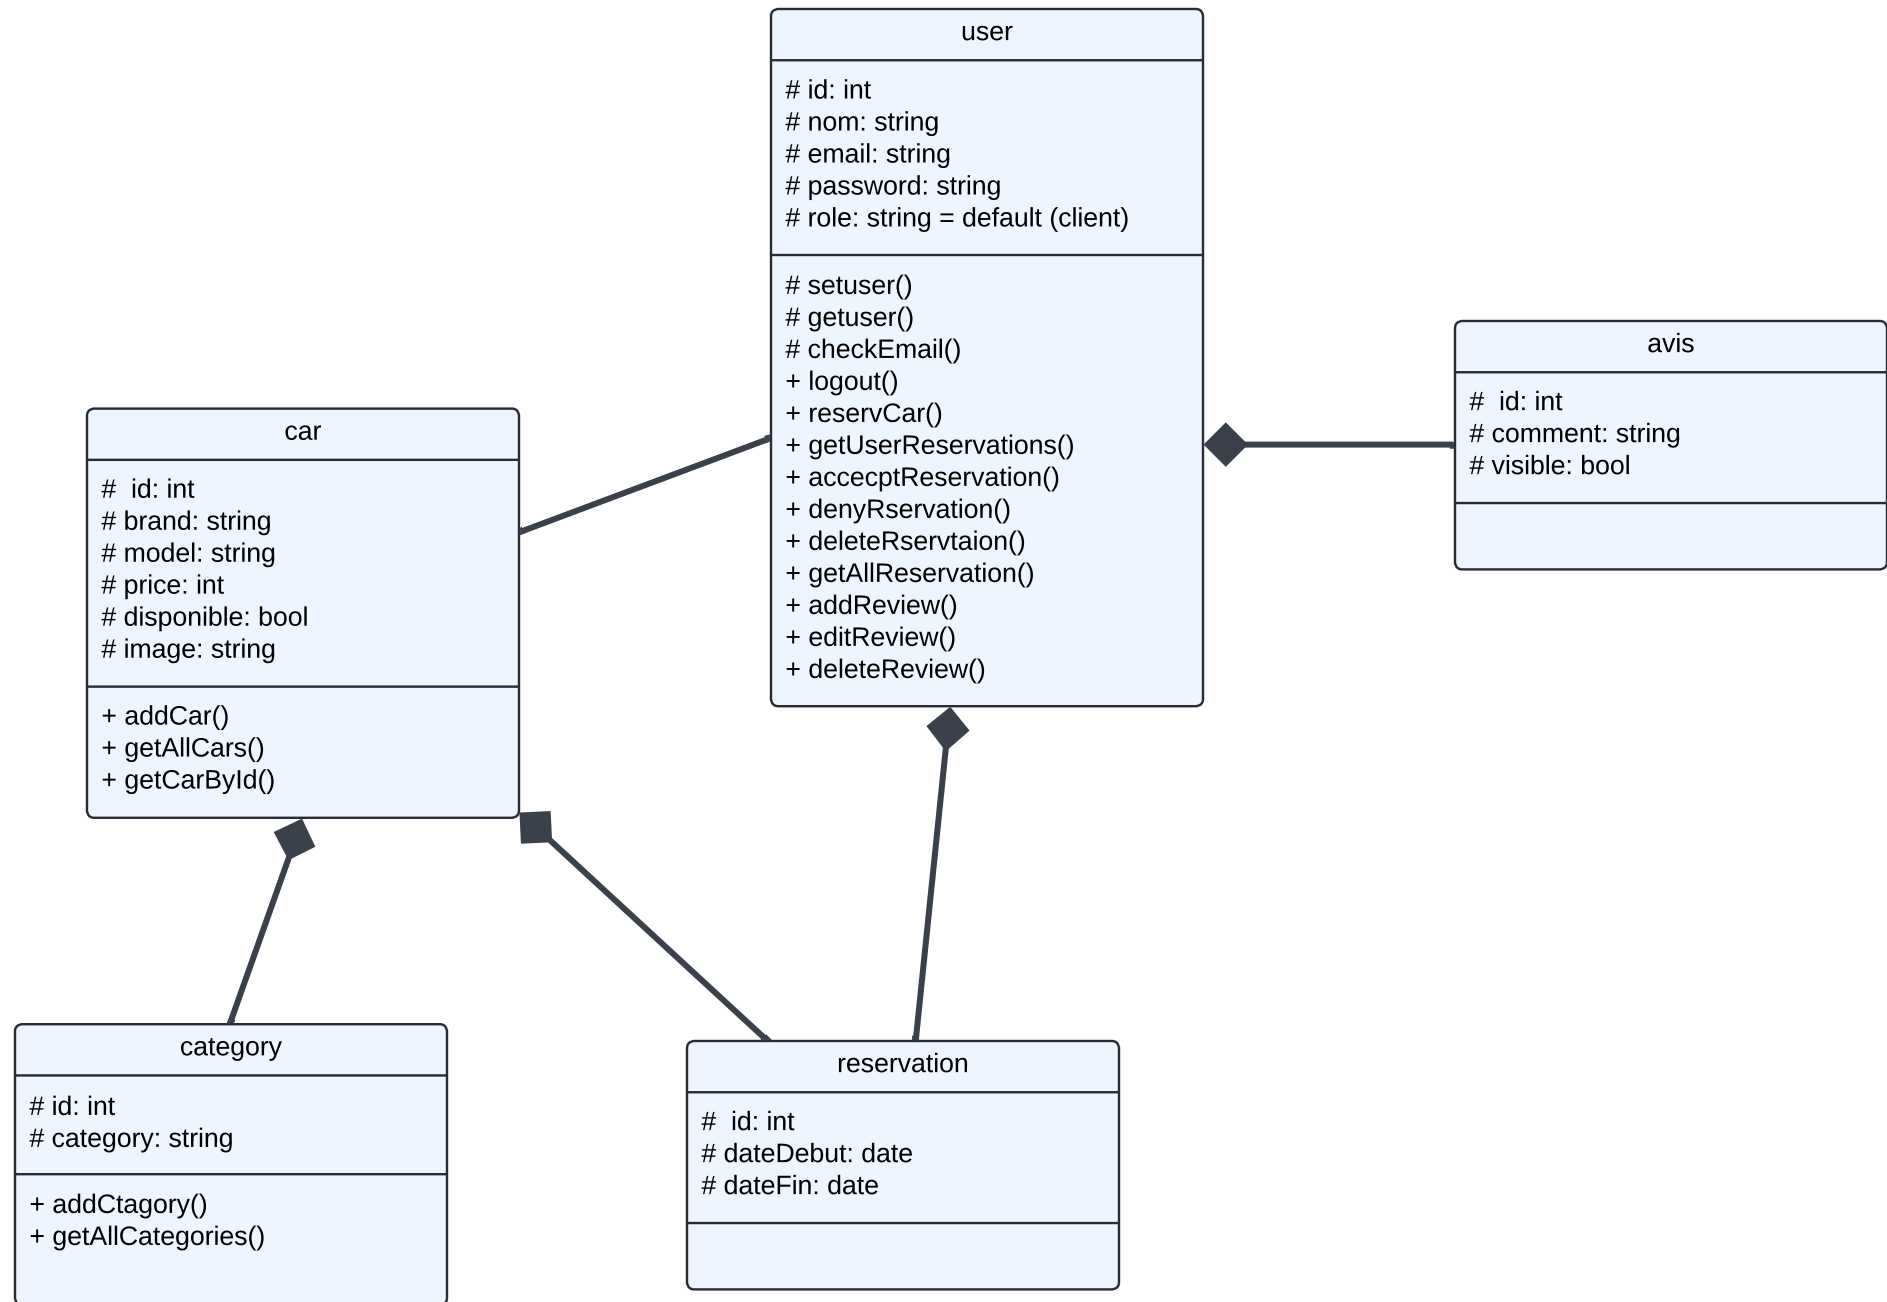 user
# id: int
# nom: string
# email: string
# password: string
# role: string = default (client)
# setuser()
# getuser()
# checkEmail()
+ logout()
+ reservCar()
+ getUserReservations()
+ accecptReservation()
+ denyRservation()
+ deleteRservtaion()
+ getAllReservation()
+ addReview()
+ editReview()
+ deleteReview()
avis
#  id: int
# comment: string
# visible: bool
car
#  id: int
# brand: string
# model: string
# price: int
# disponible: bool
# image: string
+ addCar()
+ getAllCars()
+ getCarById()
category
# id: int
# category: string
+ addCtagory()
+ getAllCategories()
reservation
#  id: int
# dateDebut: date
# dateFin: date